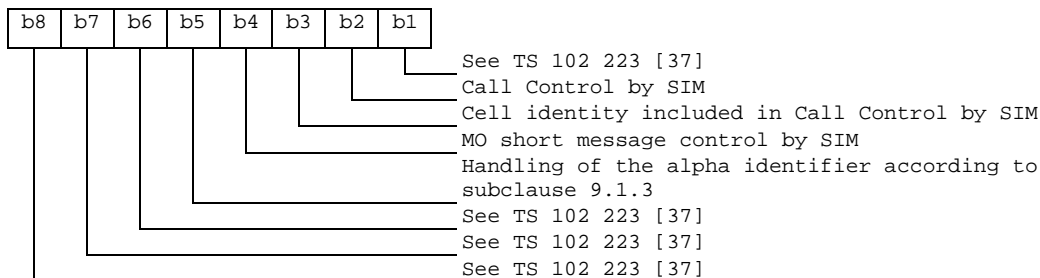 b8 b7 b6 b5 b4 b3 b2 b1
See TS 102 223 [37]
Call Control by SIM
Cell identity included in Call Control by SIM
MO short message control by SIM
Handling of the alpha identifier according to
subclause 9.1.3
See TS 102 223 [37]
See TS 102 223 [37]
See TS 102 223 [37]